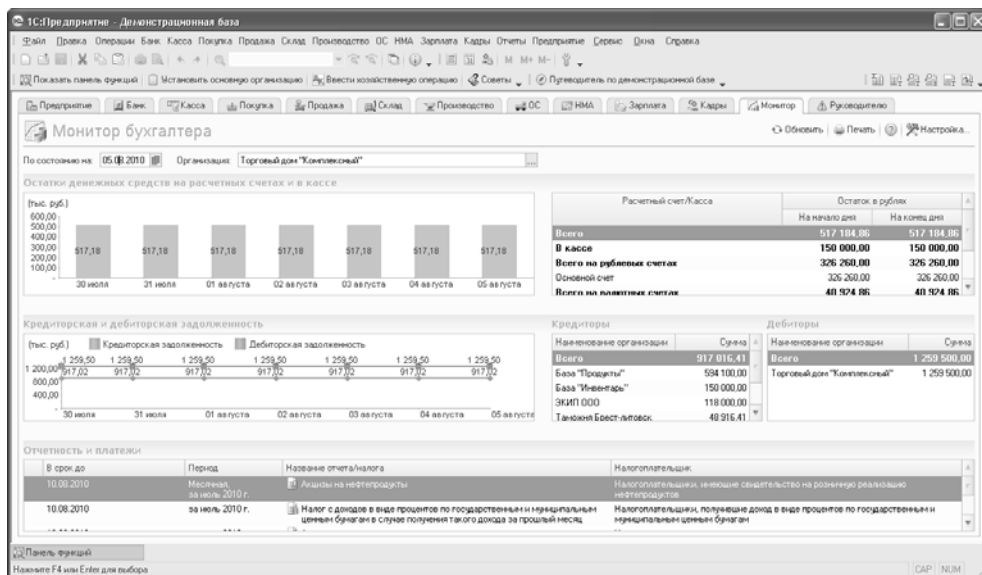 1С:Предприятие - Демонстрационная база
Файл Правка Операции Банк Касса Покупка Продажа Склад Производство ОС НМА Зарплата Кадры Отчеты Предприятие Сервис Окна Справка
M M+ M-
Показать панель функций Установить основную организацию Ввести хозяйственную операцию Советы Путеводитель по демонстрационной базе
Предприятие Банк Касса Покупка Продажа Склад Производство ОС НМА Зарплата Кадры Монитор Руководителю
Монитор бухгалтера
Обновить Печать Настройка...
По состоянию на: 05.08.2010 Организация: Торговый дом "Комплексный" ...
Остатки денежных средств на расчетных счетах и в кассе
(тыс. руб.)
600,00
500,00
400,00
300,00
200,00
100,00
517,18 517,18 517,18 517,18 517,18 517,18 517,18
30 июля 31 июля 01 августа 02 августа 03 августа 04 августа 05 августа
Расчетный счет/Касса Остаток в рублях
На начало дня На конец дня
Всего 517 184,86 517 184,86
В кассе 150 000,00 150 000,00
Всего на рублевых счетах 326 260,00 326 260,00
Основной счет 326 260,00 326 260,00
Всего на валютных счетах 40 924,86 40 924,86
Кредиторская и дебиторская задолженность
(тыс. руб.) Кредиторская задолженность Дебиторская задолженность
1 259,50 1 259,50 1 259,50 1 259,50 1 259,50 1 259,50 1 259,50
1 200,00
917,02 917,02 917,02 917,02 917,02 917,02 917,02
800,00
400,00
30 июля 31 июля 01 августа 02 августа 03 августа 04 августа 05 августа
Кредиторы
Наименование организации Сумма
Всего 917 016,41
База "Продукты" 594 100,00
База "Инвентарь" 150 000,00
ЭКИП ООО 118 000,00
Таможня Брест-литовск 48 916,41
Дебиторы
Наименование организации Сумма
Всего 1 259 500,00
Торговый дом "Комплексный" 1 259 500,00
Отчетность и платежи
В срок до Период Название отчета/налога Налогоплательщик
10.08.2010 Месячная, за июль 2010 г. Акцизы на нефтепродукты Налогоплательщики, имеющие свидетельство на розничную реализацию нефтепродуктов
10.08.2010 за июль 2010 г. Налог с доходов в виде процентов по государственным и муниципальным ценным бумагам в случае получения такого дохода за прошлый месяц Налогоплательщики, получившие доход в виде процентов по государственным и муниципальным ценным бумагам
Панель функций
Нажмите F4 или Enter для выбора CAP NUM